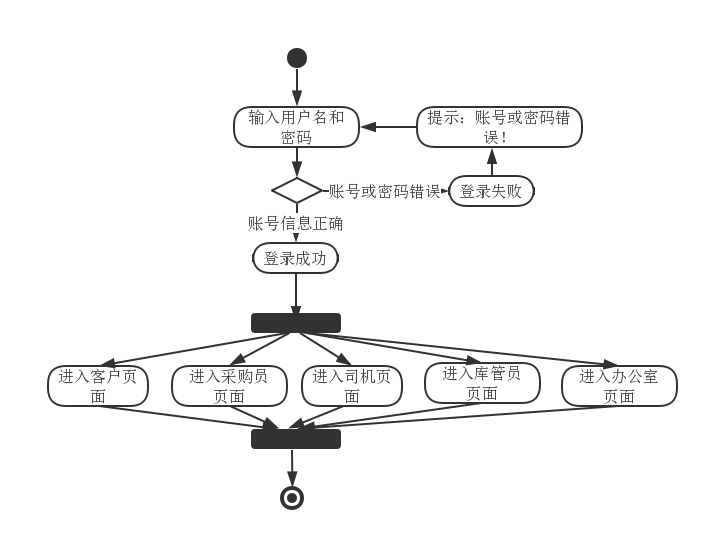 输入用户名和
密码
提示：账号或密码错
误！
账号或密码错误
登录失败
账号信息正确
登录成功
进入客户页
面
进入采购员
页面
进入司机页
面
进入库管员
页面
进入办公室
页面